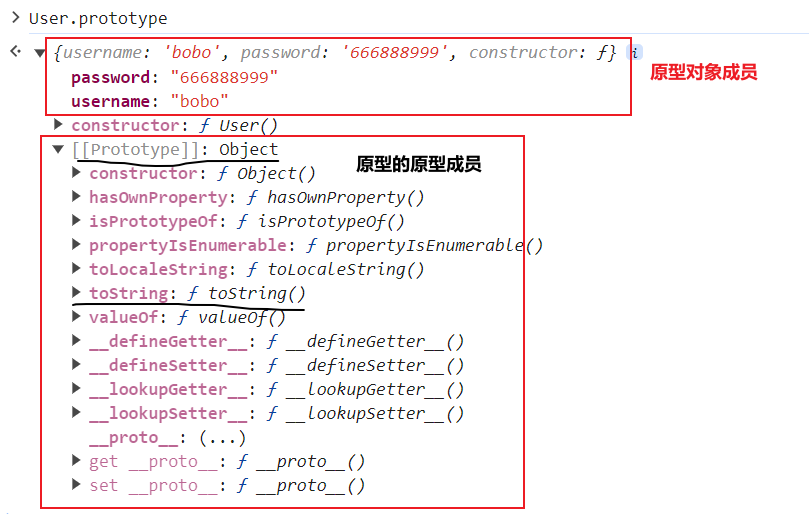 User.prototype
{username: 'bobo', password: '666888999', constructor: ƒ} i
原型对象成员
password: "666888999"
username: "bobo"
constructor: ƒ User()
[[Prototype]]: Object
原型的原型成员
constructor: ƒ Object()
hasOwnProperty: ƒ hasOwnProperty()
isPrototypeOf: ƒ isPrototypeOf()
propertyIsEnumerable: ƒ propertyIsEnumerable()
toLocaleString: ƒ toLocaleString()
toString: ƒ toString()
valueOf: ƒ valueOf()
__defineGetter__: ƒ __defineGetter__()
__defineSetter__: ƒ __defineSetter__()
__lookupGetter__: ƒ __lookupGetter__()
__lookupSetter__: ƒ __lookupSetter__()
__proto__: (...)
get __proto__: ƒ __proto__()
set __proto__: ƒ __proto__()